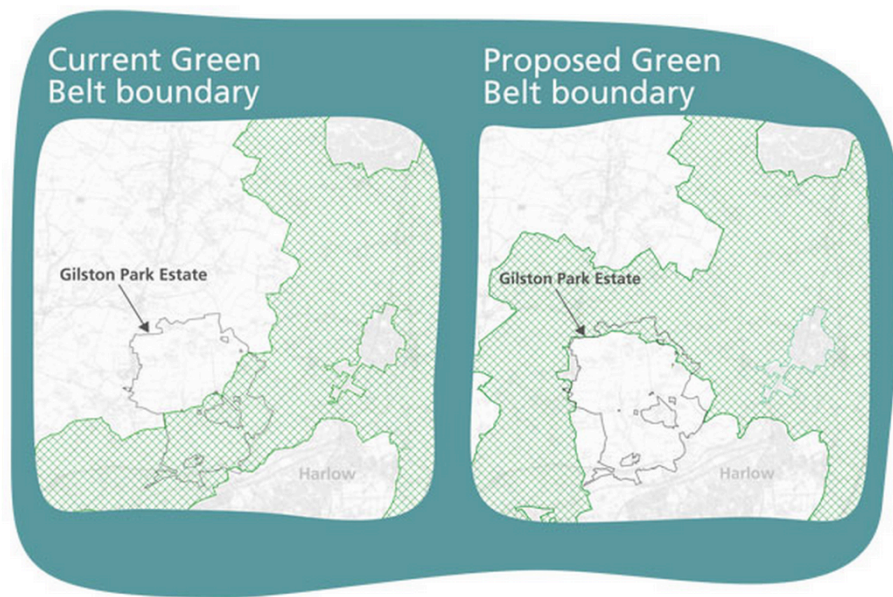 Current Green
Belt boundary
Gilston Park Estate
Harlow
Proposed Green
Belt boundary
Gilston Park Estate
Harlow